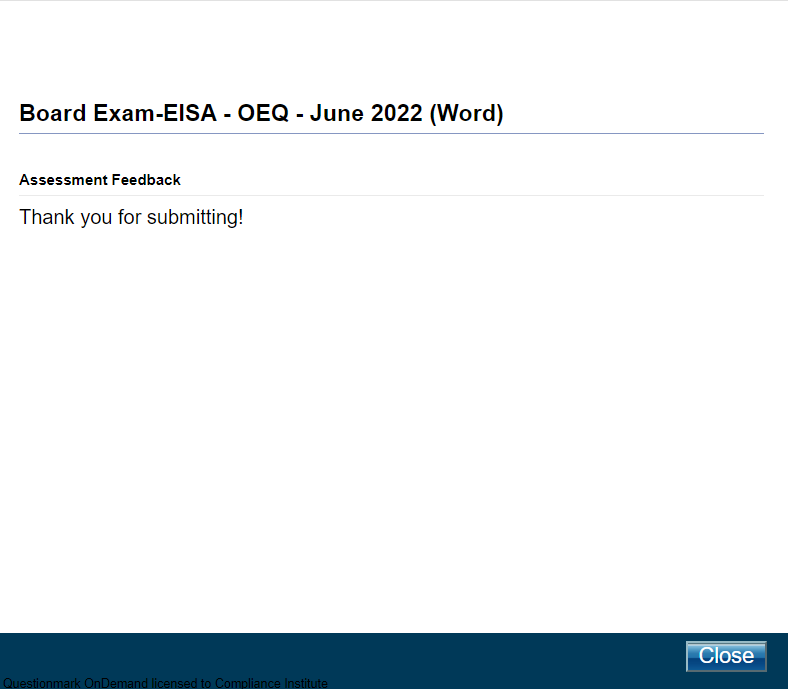 Board Exam-EISA - OEQ - June 2022 (Word)
Assessment Feedback
Thank you for submitting!
Close
Questionmark OnDemand licensed to Compliance Institute